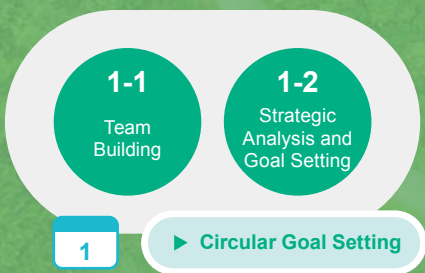 1-1
Team
Building
1-2
Strategic
Analysis and
Goal Setting
1
Circular Goal Setting